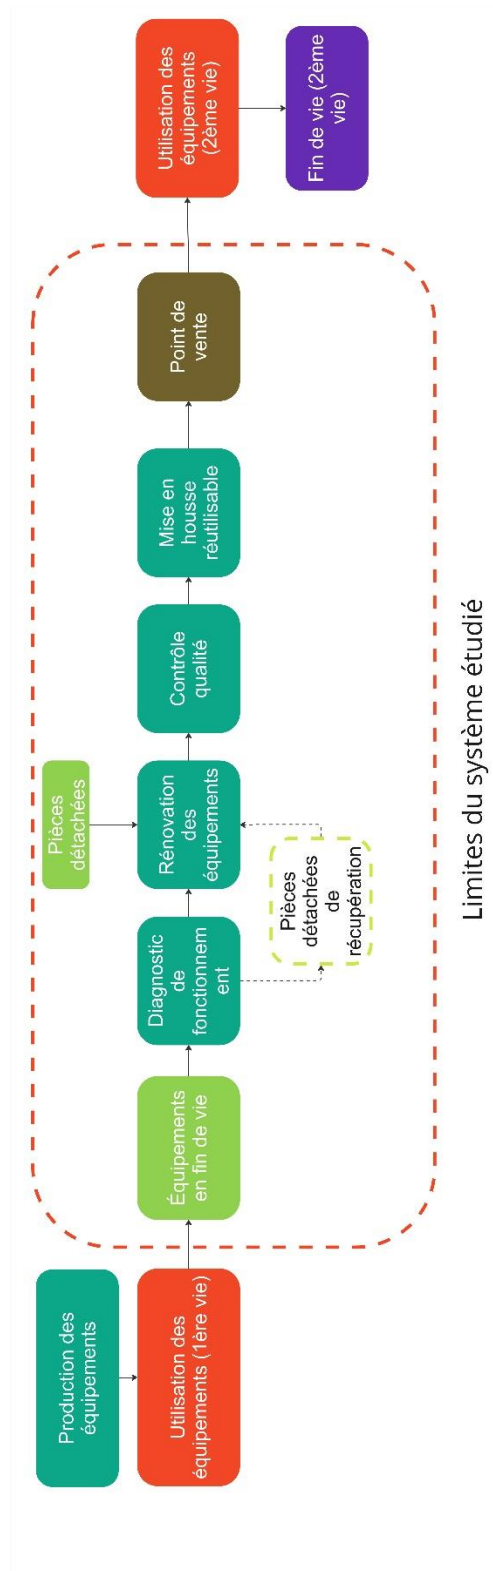 Production des
équipements
Utilisation des
équipements (1ère vie)
Équipements
en fin de vie
Diagnostic
de
fonctionnem
ent
Pièces
détachées
de
récupération
Pièces
détachées
Rénovation
des
équipements
Contrôle
qualité
Mise en
housse
réutilisable
Point de
vente
Utilisation des
équipements
(2ème vie)
Fin de vie (2ème
vie)
Limites du système étudié